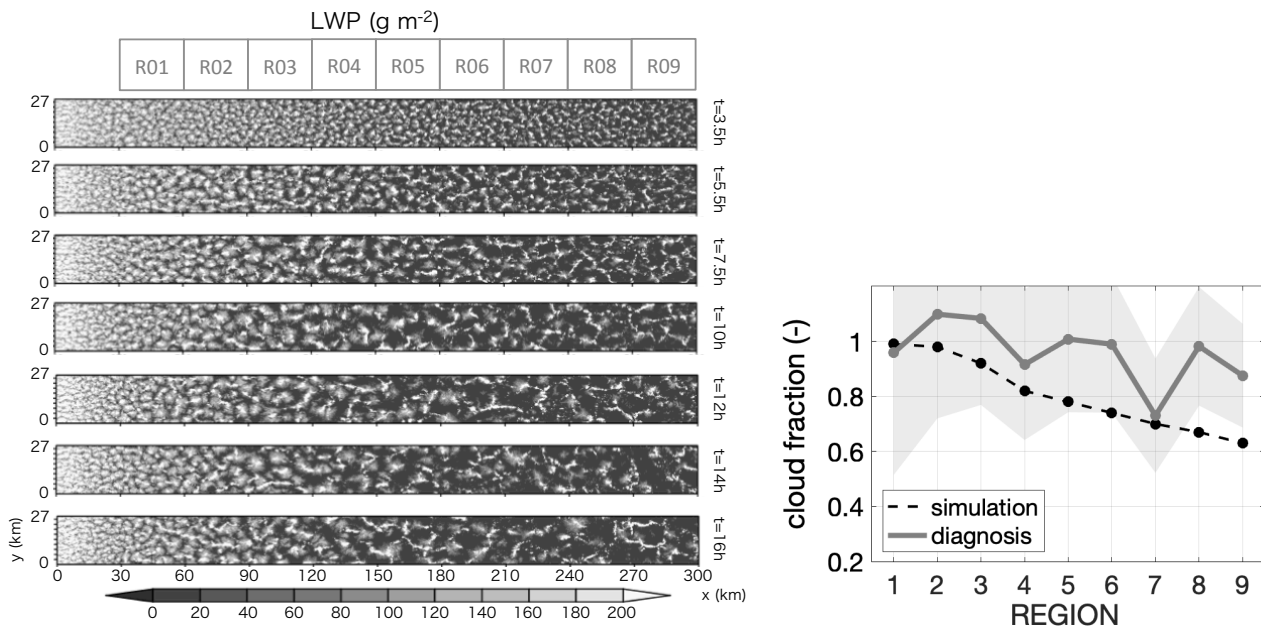 LWP (g m-2)
R01 R02 R03 R04 R05 R06 R07 R08 R09
27
0
t=3.5h
27
0
t=5.5h
27
0
t=7.5h
27
0
t=10h
27
0
t=12h
27
0
t=14h
27
0
t=16h
y (km)
0 30 60 90 120 150 180 210 240 270 300
x (km)
0 20 40 60 80 100 120 140 160 180 200
cloud fraction (-)
1
0.8
0.6
0.4
0.2
simulation
diagnosis
1 2 3 4 5 6 7 8 9
REGION